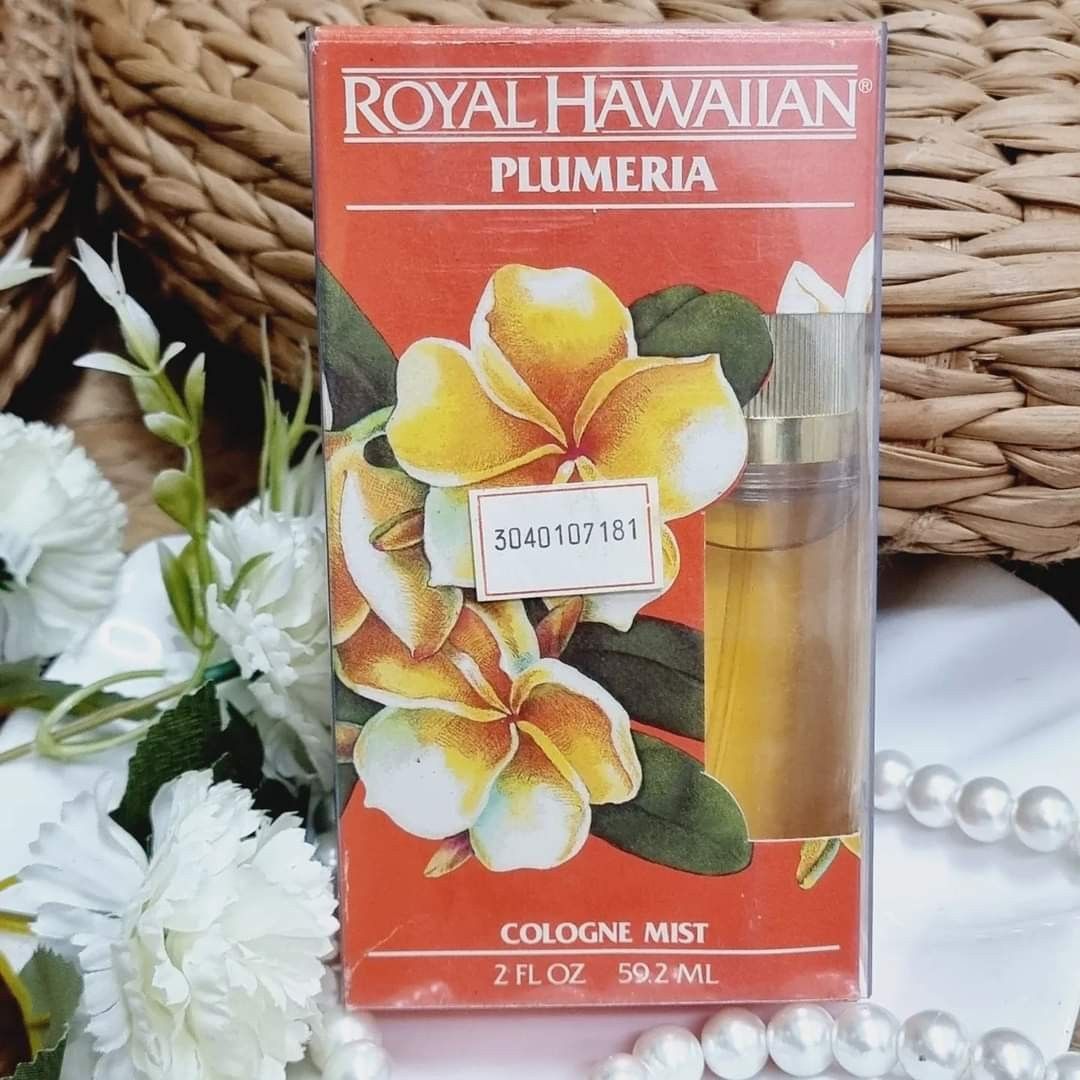 ROYAL HAWAIIAN®
PLUMERIA
3040107181
COLOGNE MIST
2 FL OZ 59.2 ML